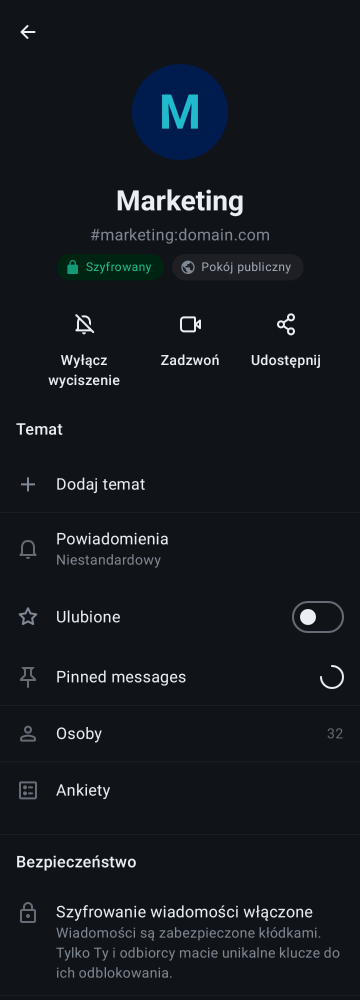 M
Marketing
#marketing:domain.com
Szyfrowany
Pokój publiczny
Wyłącz
wyciszenie
Zadzwoń
Udostępnij
Temat
Dodaj temat
Powiadomienia
Niestandardowy
Ulubione
Pinned messages
Osoby 32
Ankiety
Bezpieczeństwo
Szyfrowanie wiadomości włączone
Wiadomości są zabezpieczone kłódkami.
Tylko Ty i odbiorcy macie unikalne klucze do
ich odblokowania.